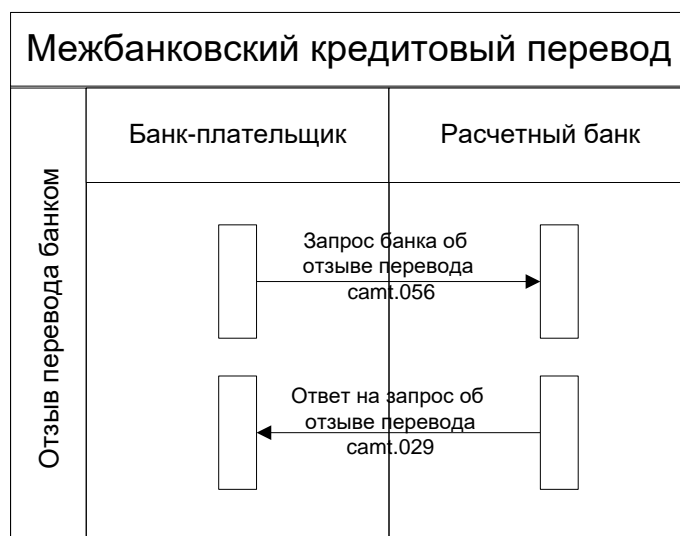 Межбанковский кредитовый перевод
Отзыв перевода банком
Банк-плательщик
Расчетный банк
Запрос банка об
отзыве перевода
camt.056
Ответ на запрос об
отзыве перевода
camt.029